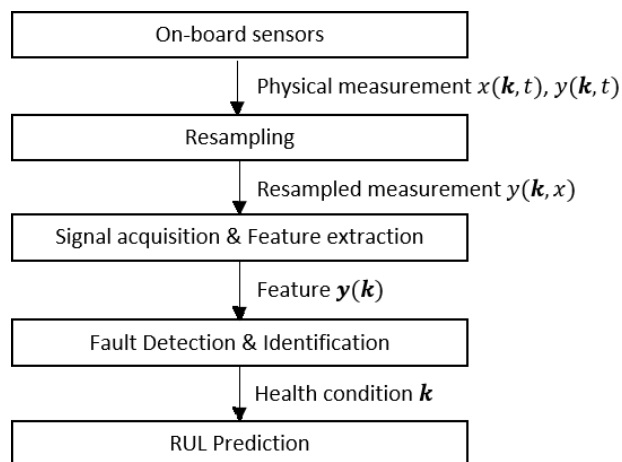 On-board sensors
Physical measurement x(k,t), y(k,t)
Resampling
Resampled measurement y(k,x)
Signal acquisition & Feature extraction
Feature y(k)
Fault Detection & Identification
Health condition k
RUL Prediction